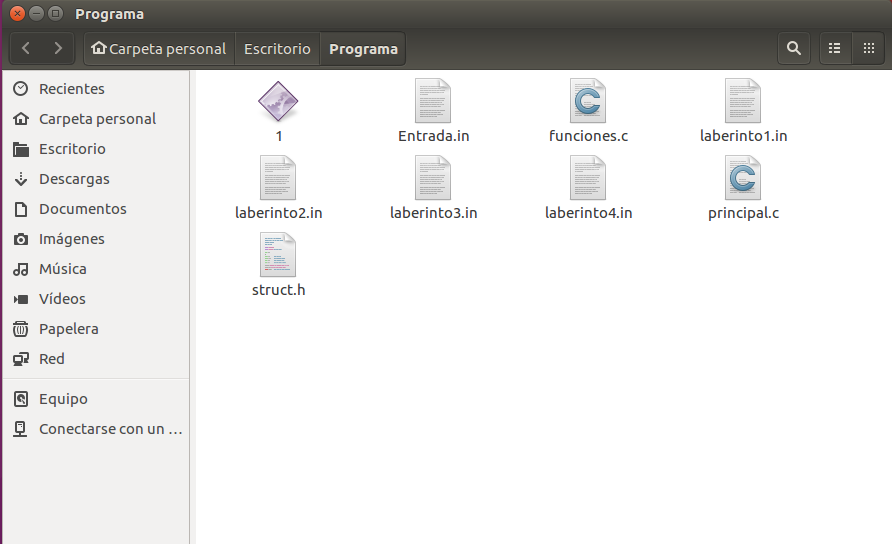 Programa
Carpeta personal Escritorio Programa
Recientes
Carpeta personal
Escritorio
Descargas
Documentos
Imágenes
Música
Vídeos
Papelera
Red
Equipo
Conectarse con un …
1 Entrada.in funciones.c laberinto1.in
laberinto2.in laberinto3.in laberinto4.in principal.c
struct.h